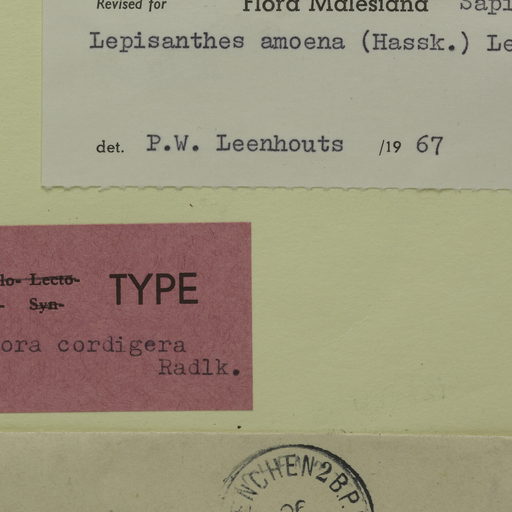 Revised for Flora Malesiana Sapi
Lepisanthes amoena (Hassk.) Le
det. P.W. Leenhouts /19 67
lo- Lecto-
- Syn-
TYPE
ora cordigera
Radlk.
NCHEN 2 B.P.